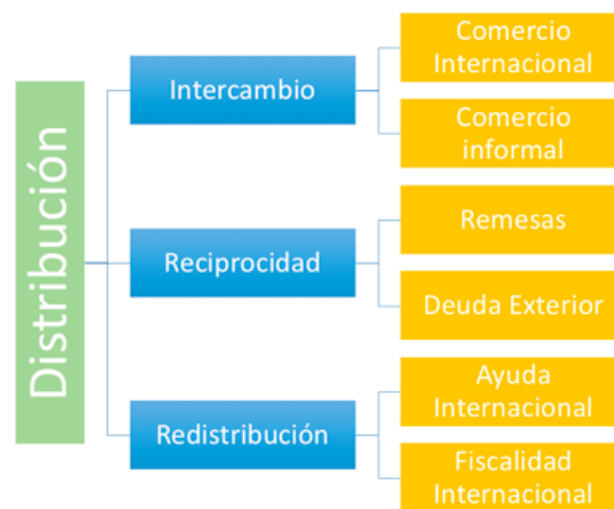 Distribución
Intercambio
Comercio
Internacional
Comercio
informal
Reciprocidad
Remesas
Deuda Exterior
Redistribución
Ayuda
Internacional
Fiscalidad
Internacional